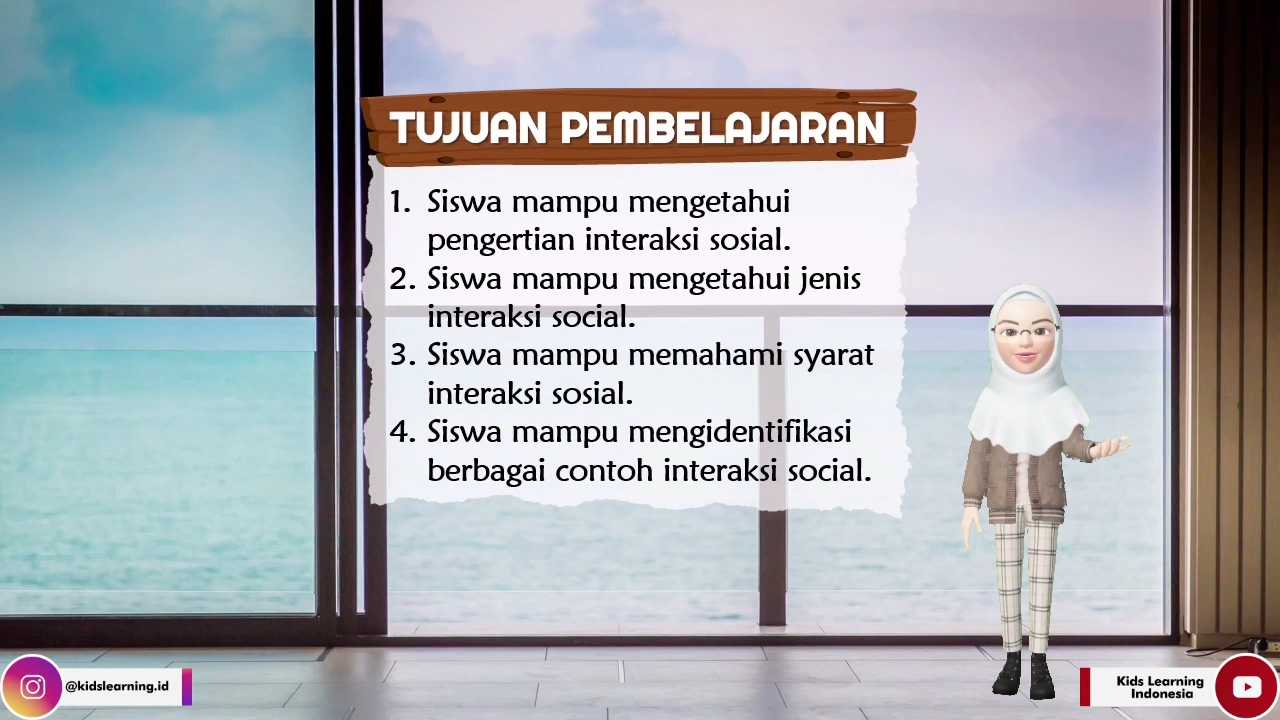 TUJUAN PEMBELAJARAN
1. Siswa mampu mengetahui
pengertian interaksi sosial.
2. Siswa mampu mengetahui jenis
interaksi social.
3. Siswa mampu memahami syarat
interaksi sosial.
4. Siswa mampu mengidentifikasi
berbagai contoh interaksi social.
@kidslearning.id
Kids Learning
Indonesia